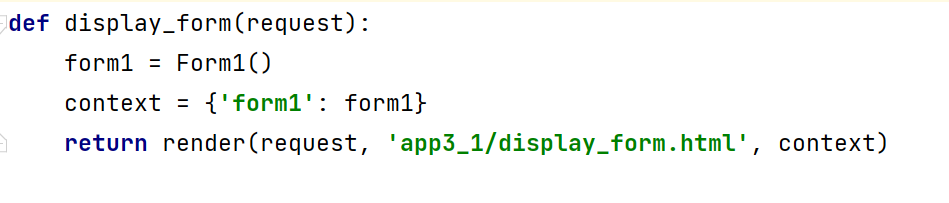 def display_form(request):
    form1 = Form1()
    context = {'form1': form1}
    return render(request, 'app3_1/display_form.html', context)